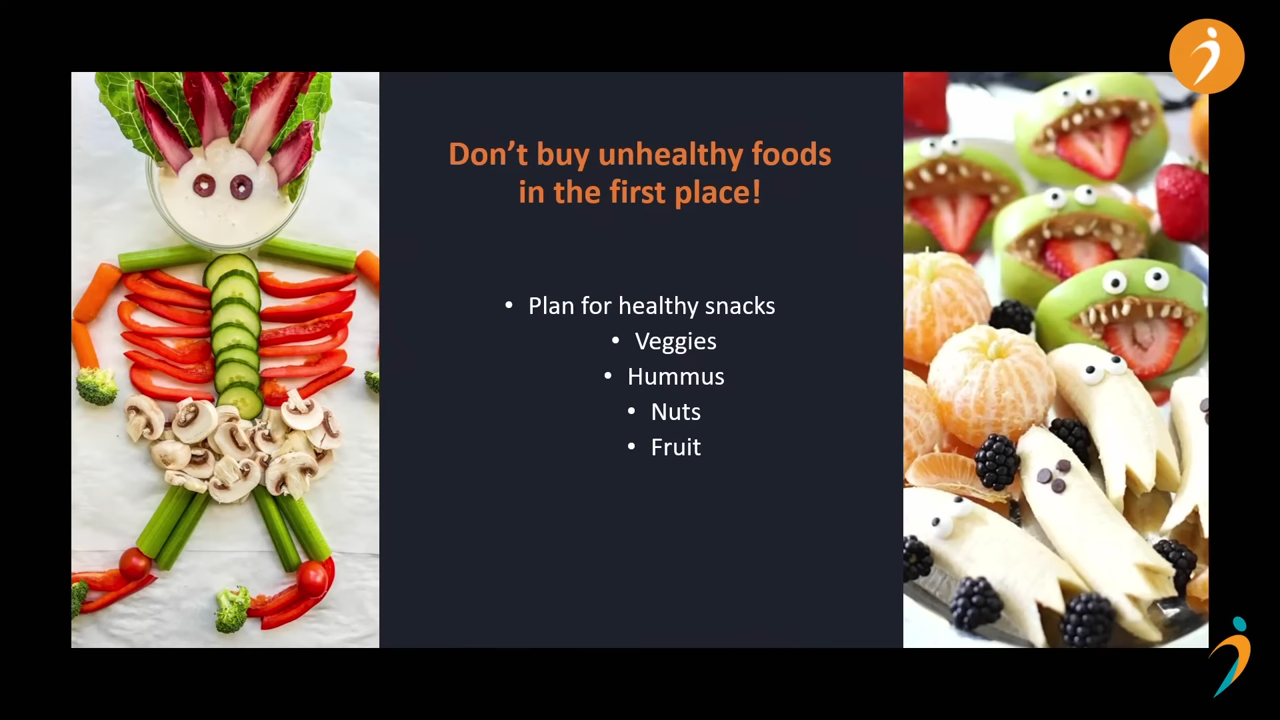 Don’t buy unhealthy foods
in the first place!
• Plan for healthy snacks
• Veggies
• Hummus
• Nuts
• Fruit